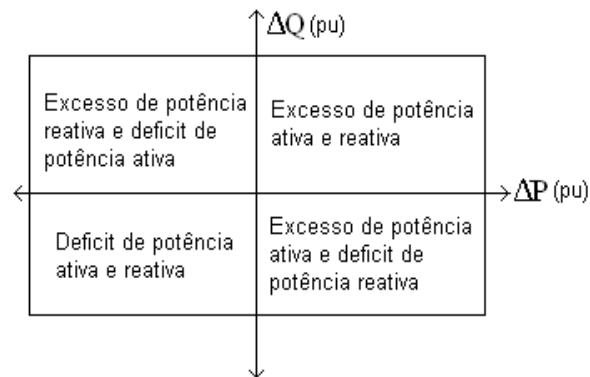 ΔQ (pu)
Excesso de potência
reativa e deficit de
potência ativa
Excesso de potência
ativa e reativa
ΔP (pu)
Deficit de potência
ativa e reativa
Excesso de potência
ativa e deficit de
potência reativa